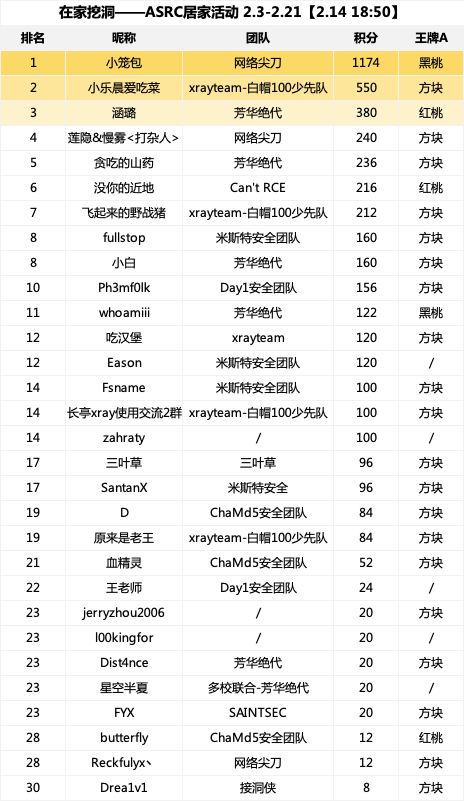 在家挖洞——ASRC居家活动 2.3-2.21【2.14 18:50】
排名 昵称 团队 积分 王牌A
1 小笼包 网络尖刀 1174 黑桃
2 小乐晨爱吃菜 xrayteam-白帽100少先队 550 方块
3 涵璐 芳华绝代 380 红桃
4 莲隐&慢雾<打杂人> 网络尖刀 240 方块
5 贪吃的山药 芳华绝代 236 方块
6 没你的近地 Can't RCE 216 红桃
7 飞起来的野战猪 xrayteam-白帽100少先队 212 方块
8 fullstop 米斯特安全团队 160 方块
8 小白 芳华绝代 160 方块
10 Ph3mf0lk Day1安全团队 156 方块
11 whoamiii 芳华绝代 122 黑桃
12 吃汉堡 xrayteam 120 方块
12 Eason 米斯特安全团队 120 /
14 Fsname 米斯特安全团队 100 方块
14 长亭xray使用交流2群 xrayteam-白帽100少先队 100 方块
14 zahraty / 100 /
17 三叶草 三叶草 96 方块
17 SantanX 米斯特安全 96 方块
19 D ChaMd5安全团队 84 方块
19 原来是老王 xrayteam-白帽100少先队 84 方块
21 血精灵 ChaMd5安全团队 52 方块
22 王老师 Day1安全团队 24 /
23 jerryzhou2006 / 20 方块
23 l00kingfor / 20 /
23 Dist4nce 芳华绝代 20 方块
23 星空半夏 多校联合-芳华绝代 20 /
23 FYX SAINTSEC 20 方块
28 butterfly ChaMd5安全团队 12 红桃
28 Reckfulyx丶 网络尖刀 12 方块
30 Drea1v1 接洞侠 8 方块